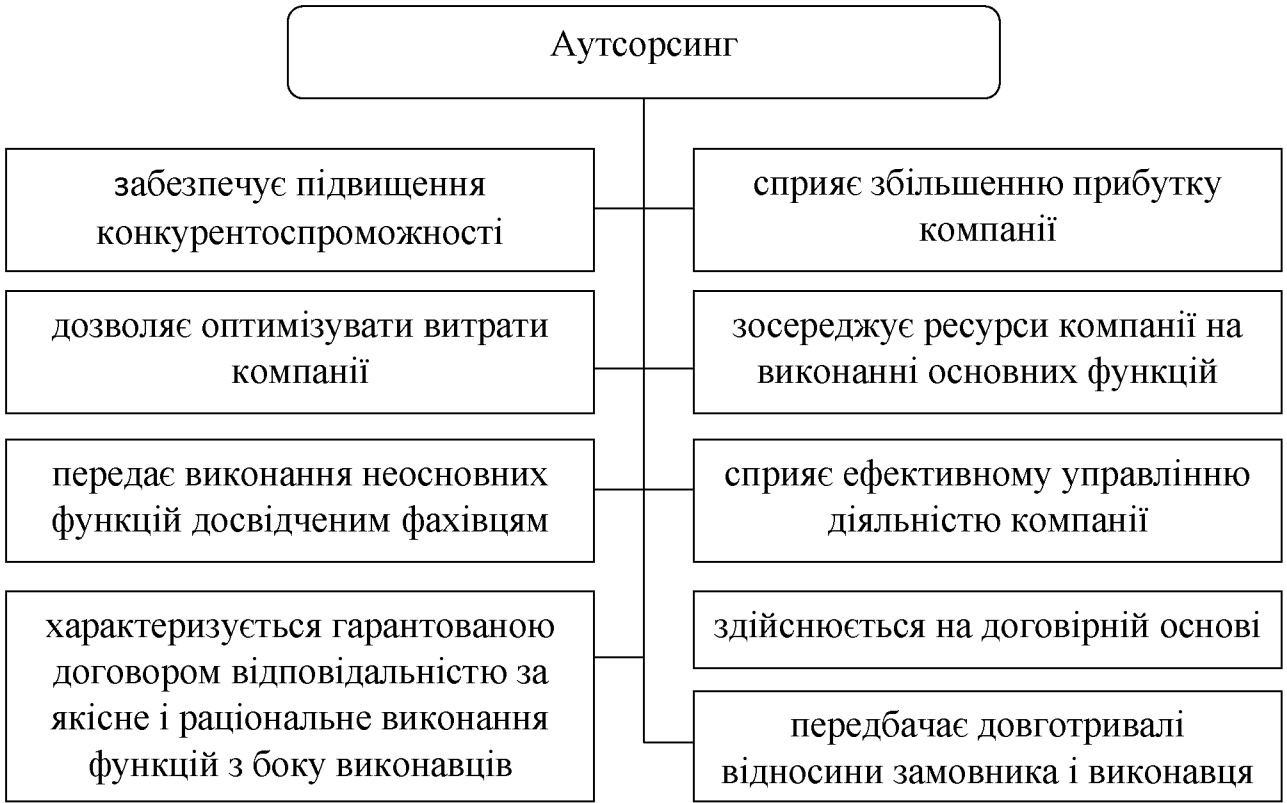 Аутсорсинг
забезпечує підвищення
конкурентоспроможності
сприяє збільшенню прибутку
компанії
дозволяє оптимізувати витрати
компанії
зосереджує ресурси компанії на
виконанні основних функцій
передає виконання неосновних
функцій досвідченим фахівцям
сприяє ефективному управлінню
діяльністю компанії
характеризується гарантованою
договором відповідальністю за
якісне і раціональне виконання
функцій з боку виконавців
здійснюється на договірній основі
передбачає довготривалі
відносини замовника і виконавця